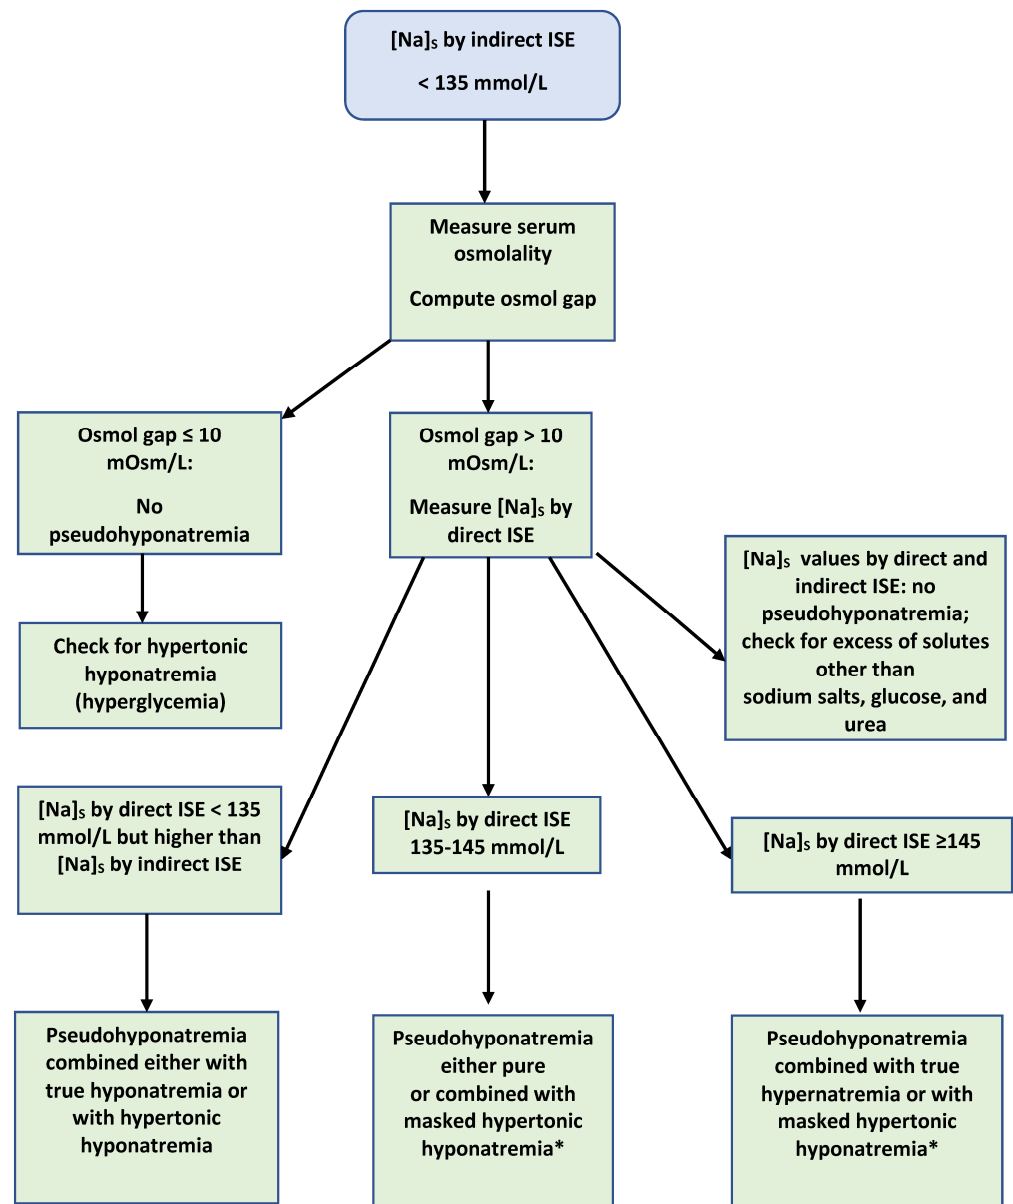 [Na]s by indirect ISE
< 135 mmol/L
Measure serum
osmolality
Compute osmol gap
Osmol gap ≤ 10
mOsm/L:
No
pseudohyponatremia
Osmol gap > 10
mOsm/L:
Measure [Na]s by
direct ISE
[Na]s values by direct and
indirect ISE: no
pseudohyponatremia;
check for excess of solutes
other than
sodium salts, glucose, and
urea
Check for hypertonic
hyponatremia
(hyperglycemia)
[Na]s by direct ISE < 135
mmol/L but higher than
[Na]s by indirect ISE
[Na]s by direct ISE
135-145 mmol/L
[Na]s by direct ISE ≥145
mmol/L
Pseudohyponatremia
combined either with
true hyponatremia or
with hypertonic
hyponatremia
Pseudohyponatremia
either pure
or combined with
masked hypertonic
hyponatremia*
Pseudohyponatremia
combined with true
hypernatremia or with
masked hypertonic
hyponatremia*